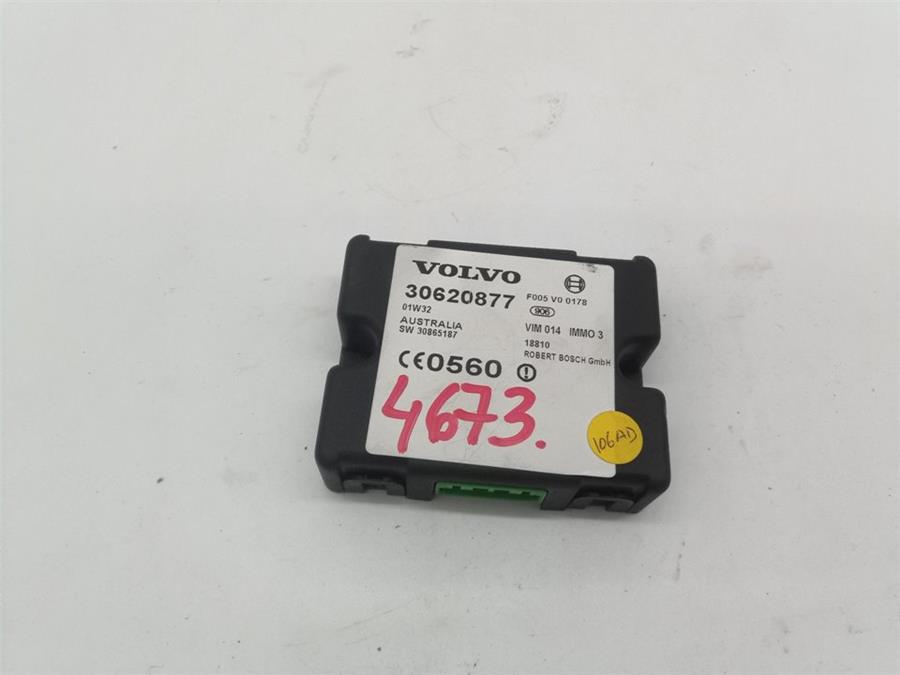 VOLVO
30620877
01W32
AUSTRALIA
SW 30865187
CE0560
F005 V0 0178
906
VIM 014 IMMO 3
18810
ROBERT BOSCH GmbH
4673.
106AD